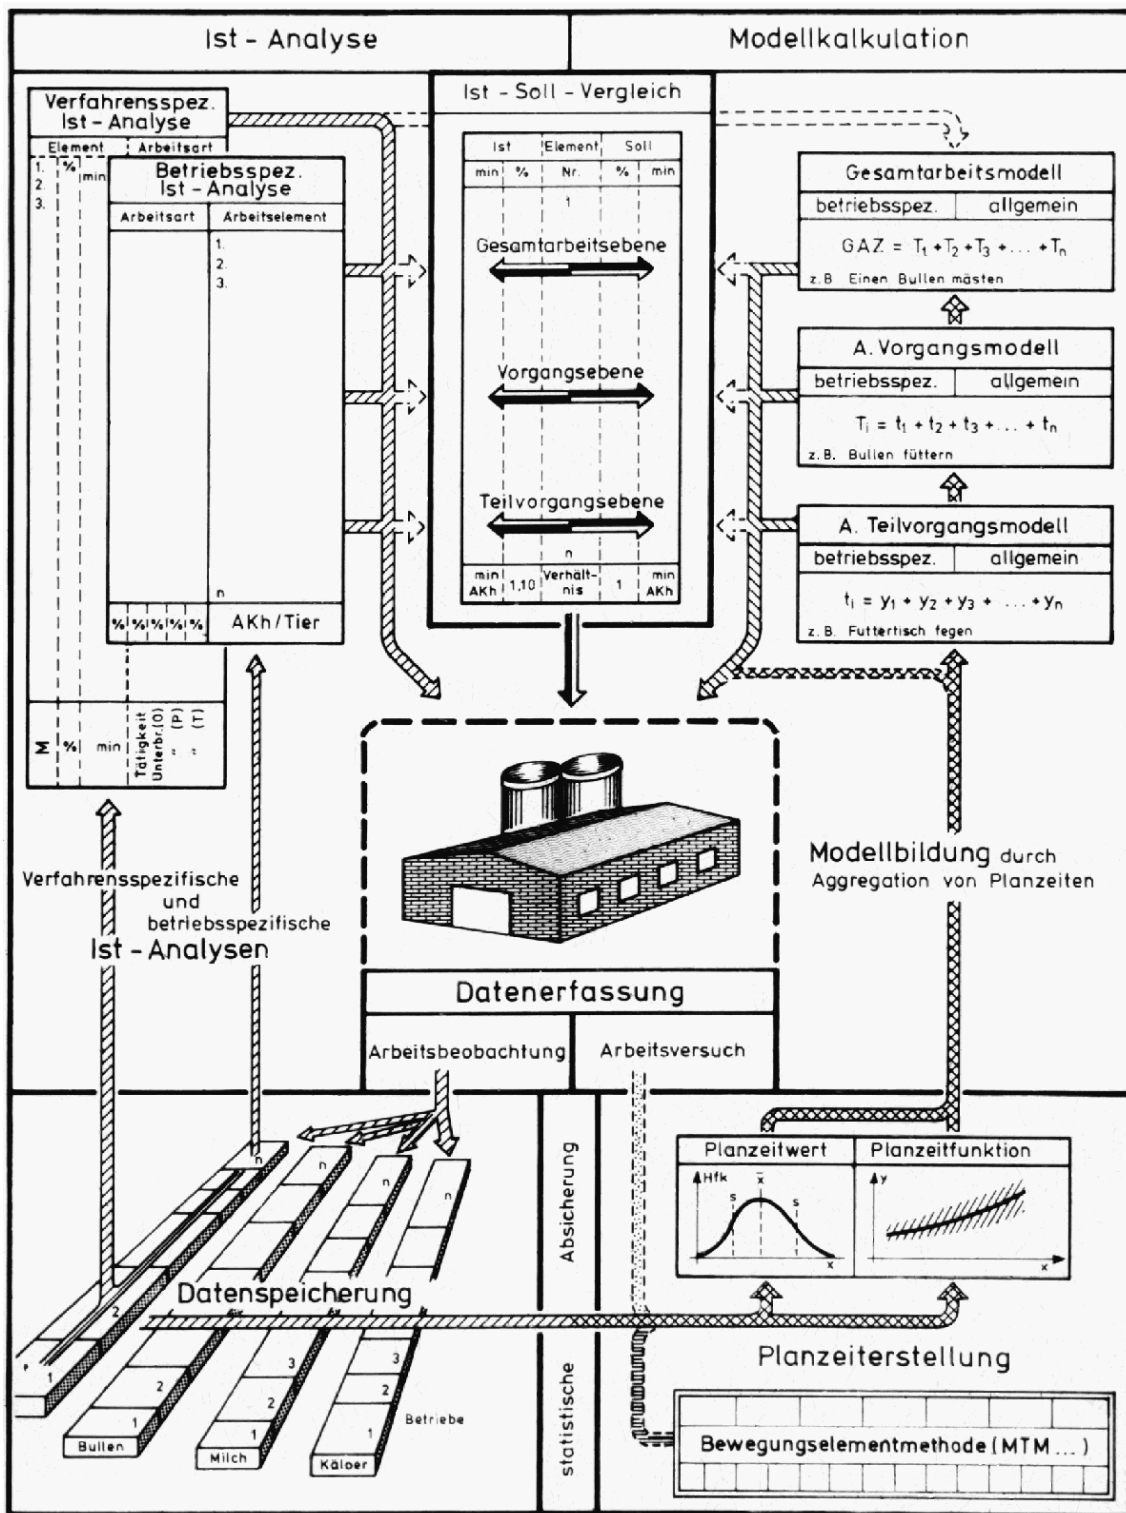 Ist - Analyse
Modellkalkulation
Verfahrensspez.
Ist - Analyse
Element
Arbeitsart
1.
2.
3.
%
min
Betriebsspez.
Ist - Analyse
Arbeitsart
Arbeitselement
1.
2.
3.
n
% % % % %
AKh / Tier
M
%
min
Tätigkeit
Unterbr.(O)
" (P)
" (T)
Ist - Soll - Vergleich
Ist
Element
Soll
min
%
Nr.
%
min
1
Gesamtarbeitsebene
Vorgangsebene
Teilvorgangsebene
n
min
AKh
1,10
Verhält-
nis
1
min
AKh
Gesamtarbeitsmodell
betriebsspez.
allgemein
GAZ = T1 + T2 + T3 + . . . + Tn
z.B. Einen Bullen mästen
A. Vorgangsmodell
betriebsspez.
allgemein
Ti = t1 + t2 + t3 + ... + tn
z.B. Bullen füttern
A. Teilvorgangsmodell
betriebsspez.
allgemein
ti = y1 + y2 + y3 + ... + yn
z.B. Futtertisch fegen
Verfahrensspezifische
und
betriebsspezifische
Ist - Analysen
Modellbildung durch
Aggregation von Planzeiten
Datenerfassung
Arbeitsbeobachtung
Arbeitsversuch
n
n
n
n
Datenspeicherung
2
1
2
1
3
2
1
3
2
1
Bullen
Milch
Kälber
Betriebe
statistische Absicherung
Planzeitwert
Planzeitfunktion
Hfk
s
x̄
s
x
y
x
Planzeiterstellung
Bewegungselementmethode (MTM ...)